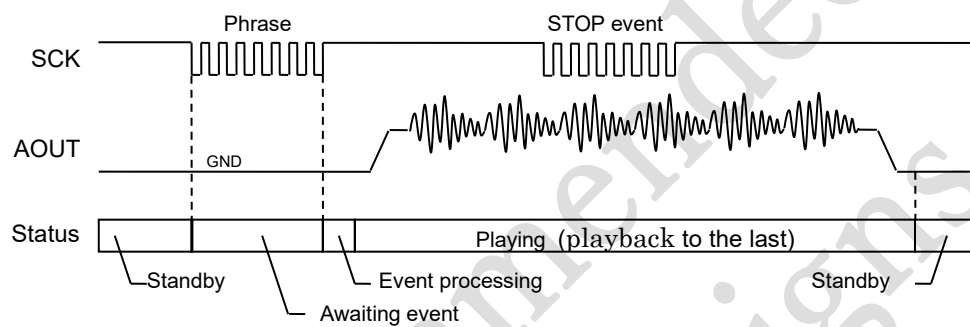 Phrase STOP event
SCK
AOUT
GND
Status
Playing (playback to the last)
Standby Event processing Standby
Awaiting event